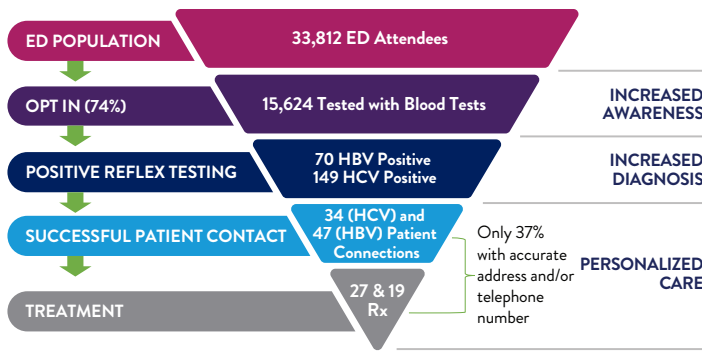 ED POPULATION
33,812 ED Attendees
OPT IN (74%)
15,624 Tested with Blood Tests
INCREASED
AWARENESS
POSITIVE REFLEX TESTING
70 HBV Positive
149 HCV Positive
INCREASED
DIAGNOSIS
SUCCESSFUL PATIENT CONTACT
34 (HCV) and
47 (HBV) Patient
Connections
Only 37%
with accurate
address and/or
telephone
number
PERSONALIZED
CARE
TREATMENT
27 & 19
Rx